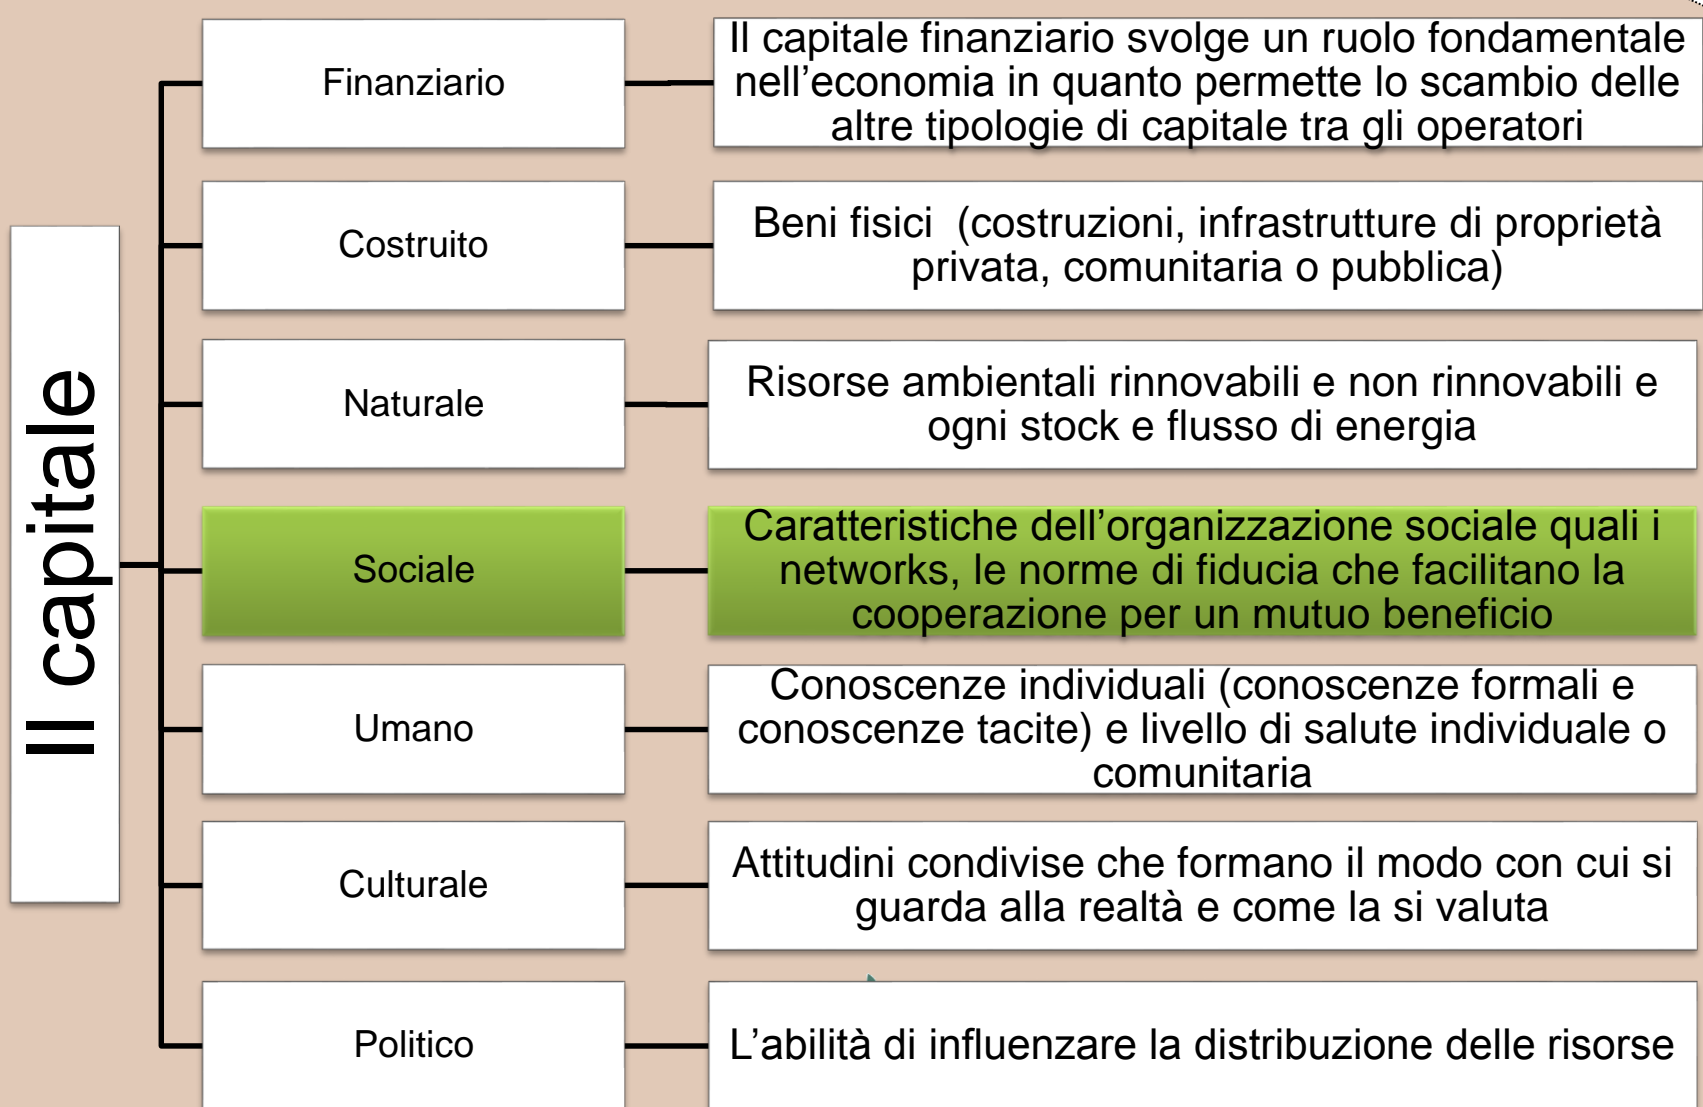 Il capitale
Finanziario
Il capitale finanziario svolge un ruolo fondamentale
nell’economia in quanto permette lo scambio delle
altre tipologie di capitale tra gli operatori
Costruito
Beni fisici  (costruzioni, infrastrutture di proprietà
privata, comunitaria o pubblica)
Naturale
Risorse ambientali rinnovabili e non rinnovabili e
ogni stock e flusso di energia
Sociale
Caratteristiche dell’organizzazione sociale quali i
networks, le norme di fiducia che facilitano la
cooperazione per un mutuo beneficio
Umano
Conoscenze individuali (conoscenze formali e
conoscenze tacite) e livello di salute individuale o
comunitaria
Culturale
Attitudini condivise che formano il modo con cui si
guarda alla realtà e come la si valuta
Politico
L’abilità di influenzare la distribuzione delle risorse